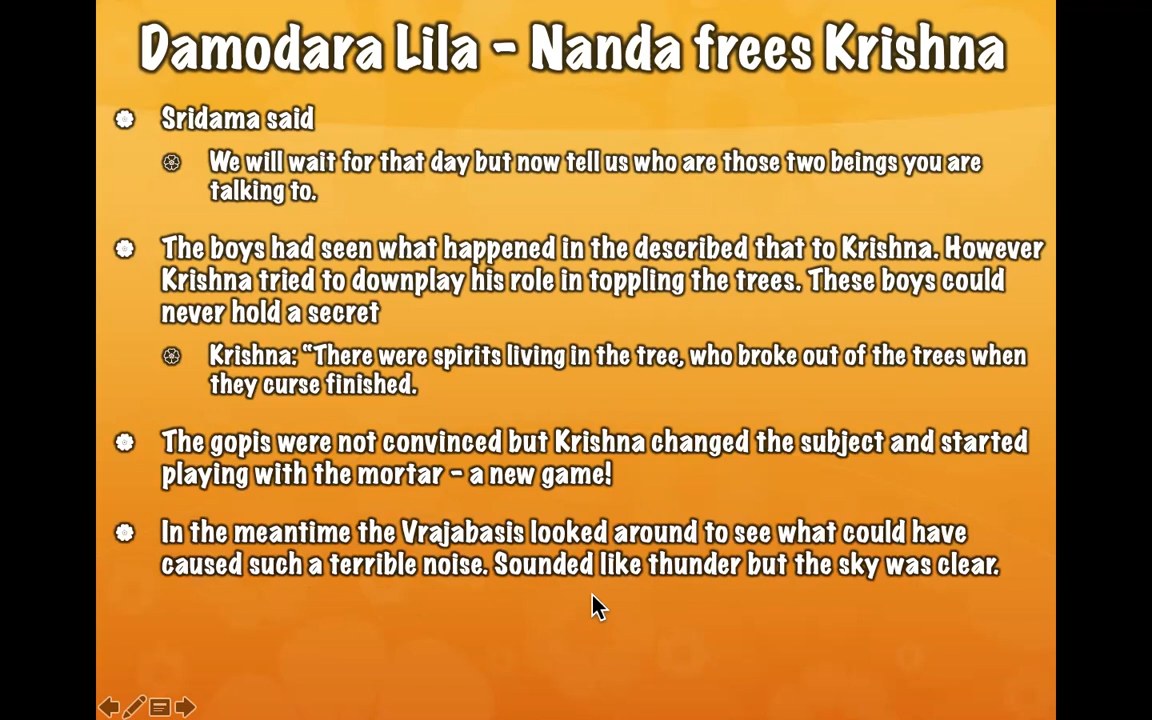 Damodara Lila - Nanda frees Krishna
Sridama said
We will wait for that day but now tell us who are those two beings you are
talking to.
The boys had seen what happened in the described that to Krishna. However
Krishna tried to downplay his role in toppling the trees. These boys could
never hold a secret
Krishna: “There were spirits living in the tree, who broke out of the trees when
they curse finished.
The gopis were not convinced but Krishna changed the subject and started
playing with the mortar - a new game!
In the meantime the Vrajabasis looked around to see what could have
caused such a terrible noise. Sounded like thunder but the sky was clear.